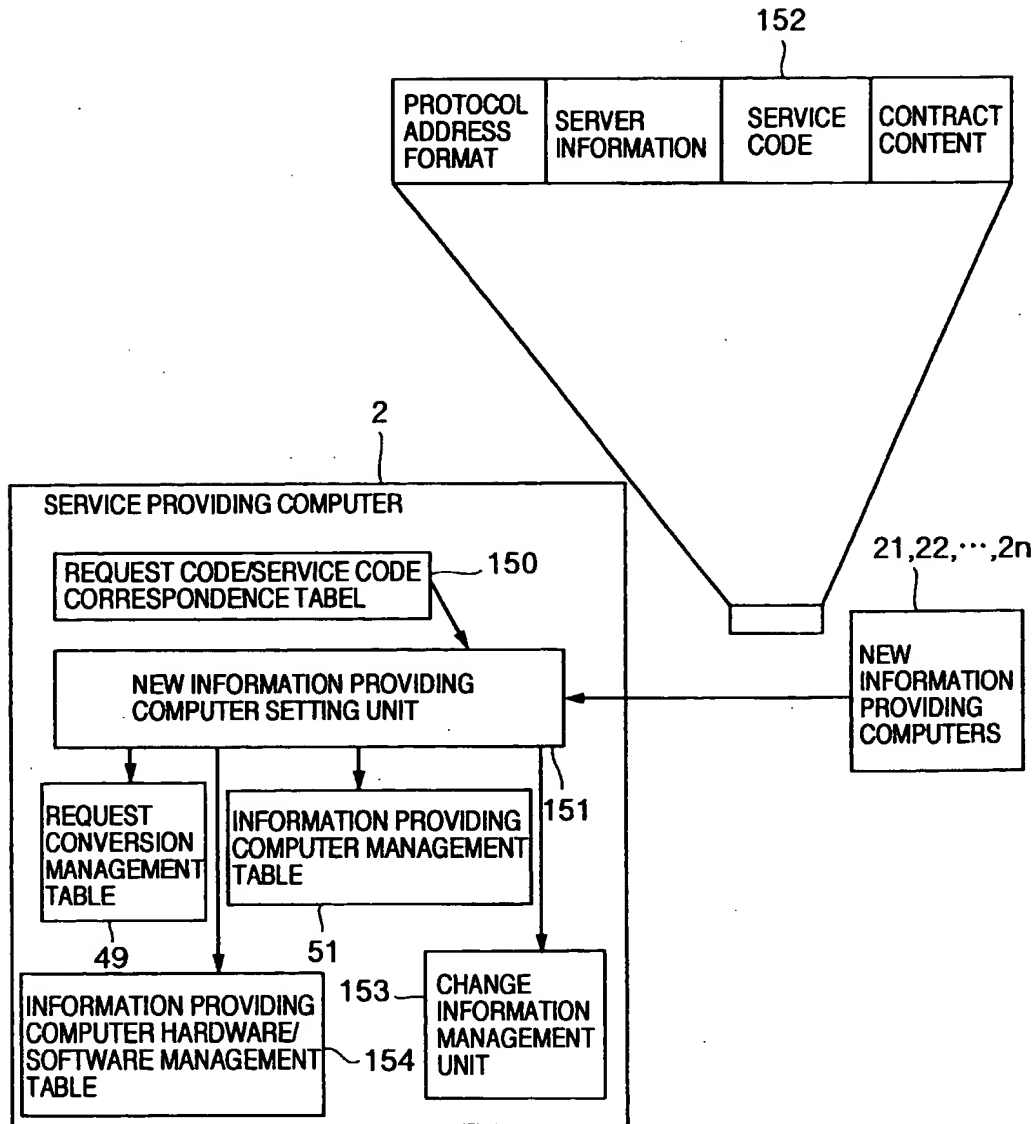 152
PROTOCOL
ADDRESS
FORMAT
SERVER
INFORMATION
SERVICE
CODE
CONTRACT
CONTENT
2
SERVICE PROVIDING COMPUTER
REQUEST CODE/SERVICE CODE
CORRESPONDENCE TABEL
150
21,22,···,2n
NEW INFORMATION PROVIDING
COMPUTER SETTING UNIT
NEW
INFORMATION
PROVIDING
COMPUTERS
151
REQUEST
CONVERSION
MANAGEMENT
TABLE
INFORMATION PROVIDING
COMPUTER MANAGEMENT
TABLE
49
51
153
CHANGE
INFORMATION
MANAGEMENT
UNIT
INFORMATION PROVIDING
COMPUTER HARDWARE/
SOFTWARE MANAGEMENT
TABLE
154